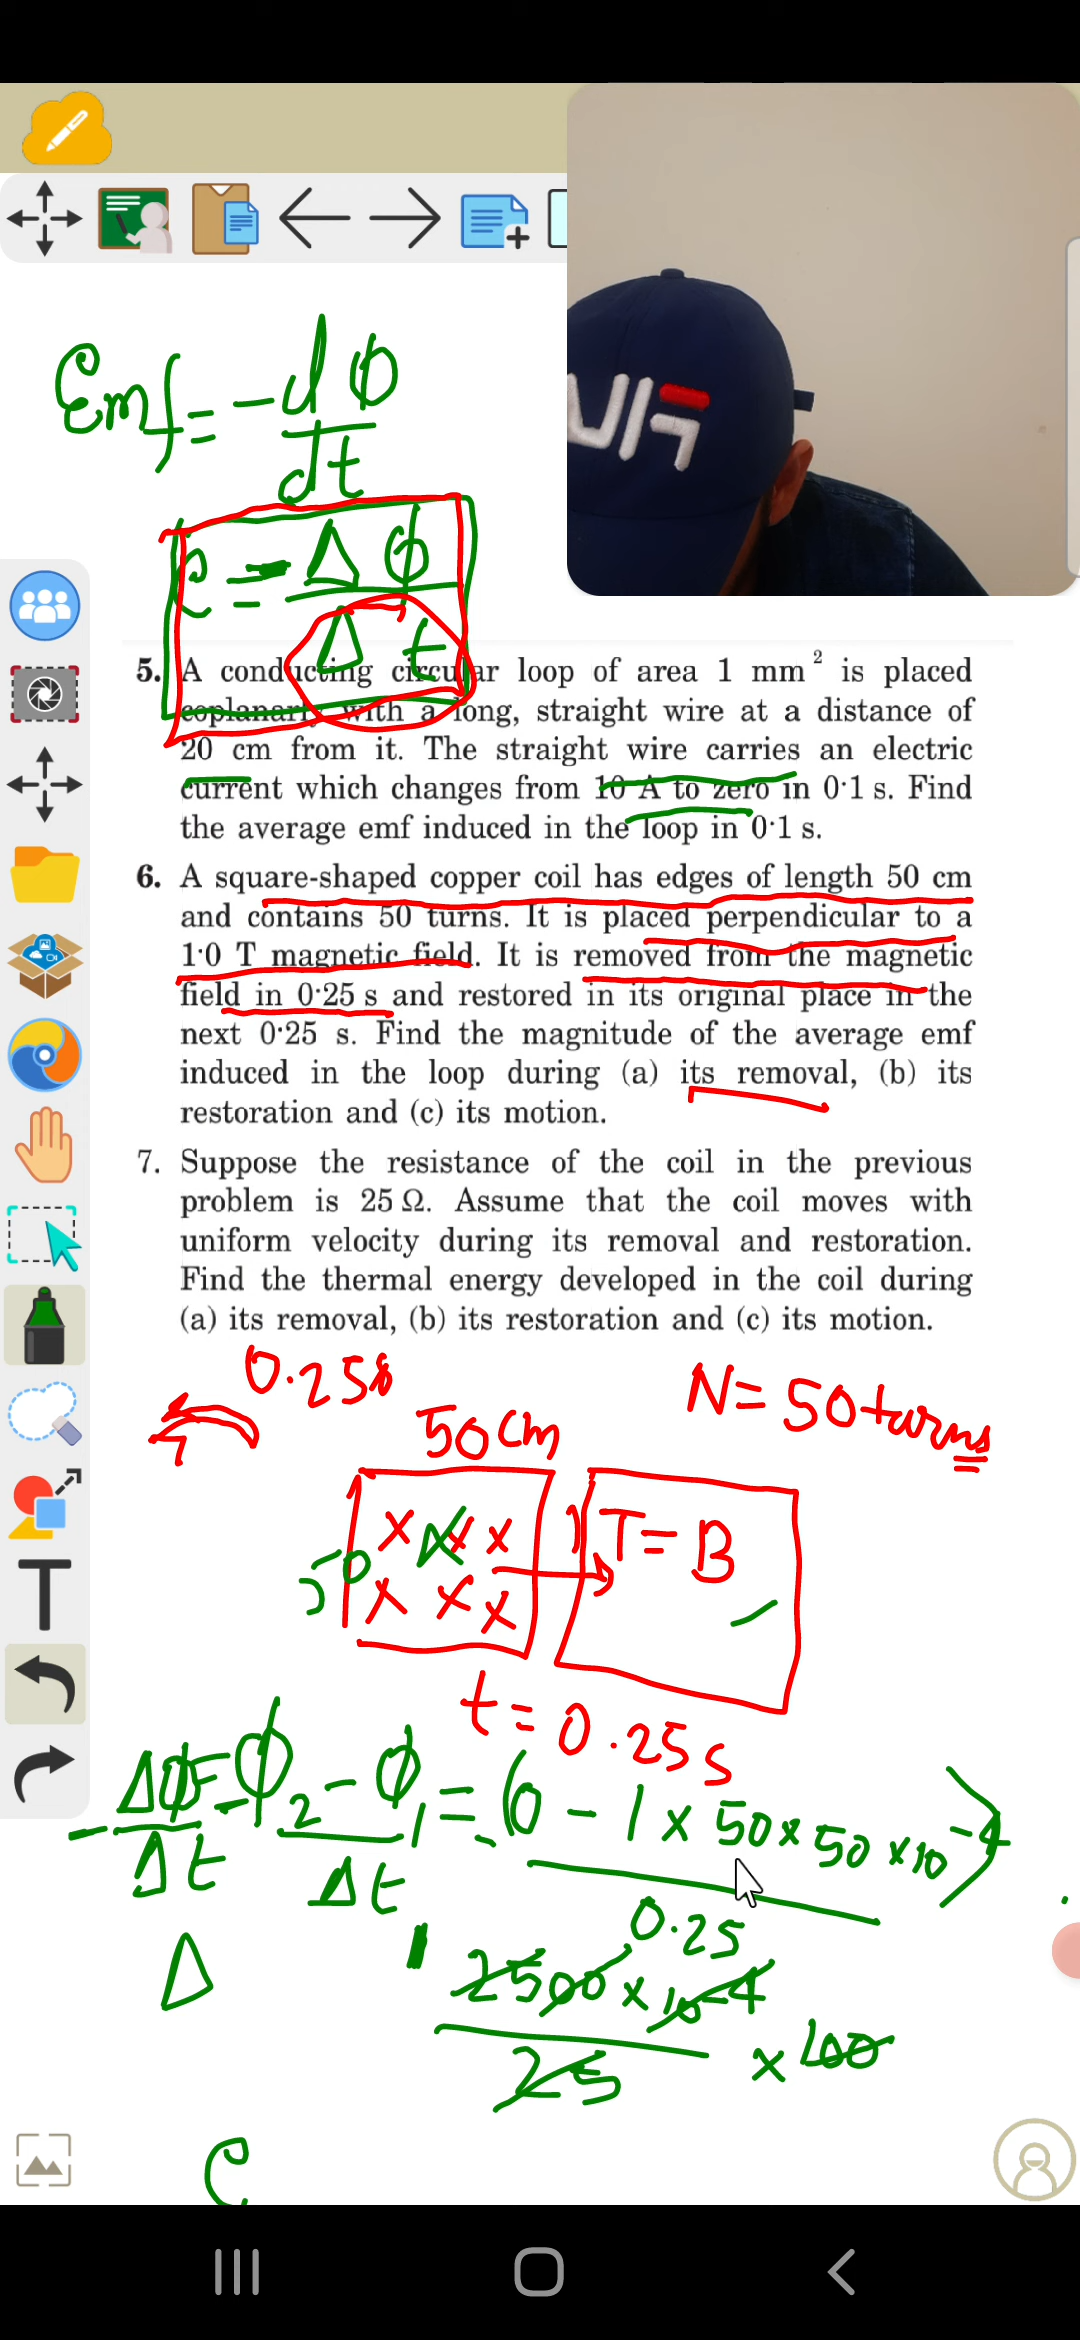 Emf = - dφ
dt
e = - Δ φ
Δ t
5. A conducting circular loop of area 1 mm² is placed
coplanarly with a long, straight wire at a distance of
20 cm from it. The straight wire carries an electric
current which changes from 10 A to zero in 0·1 s. Find
the average emf induced in the loop in 0·1 s.
6. A square-shaped copper coil has edges of length 50 cm
and contains 50 turns. It is placed perpendicular to a
1·0 T magnetic field. It is removed from the magnetic
field in 0·25 s and restored in its original place in the
next 0·25 s. Find the magnitude of the average emf
induced in the loop during (a) its removal, (b) its
restoration and (c) its motion.
7. Suppose the resistance of the coil in the previous
problem is 25 Ω. Assume that the coil moves with
uniform velocity during its removal and restoration.
Find the thermal energy developed in the coil during
(a) its removal, (b) its restoration and (c) its motion.
0.25s
N = 50 turns
50 cm
x x x x
1 T = B
50
x x x
t = 0.25 s
- Δφ = φ2 - φ1 = - (0 - 1 x 50 x 50 x 10-4)
Δt Δt 0.25
Δ
2500 x 10-4 x 100
25
e
T